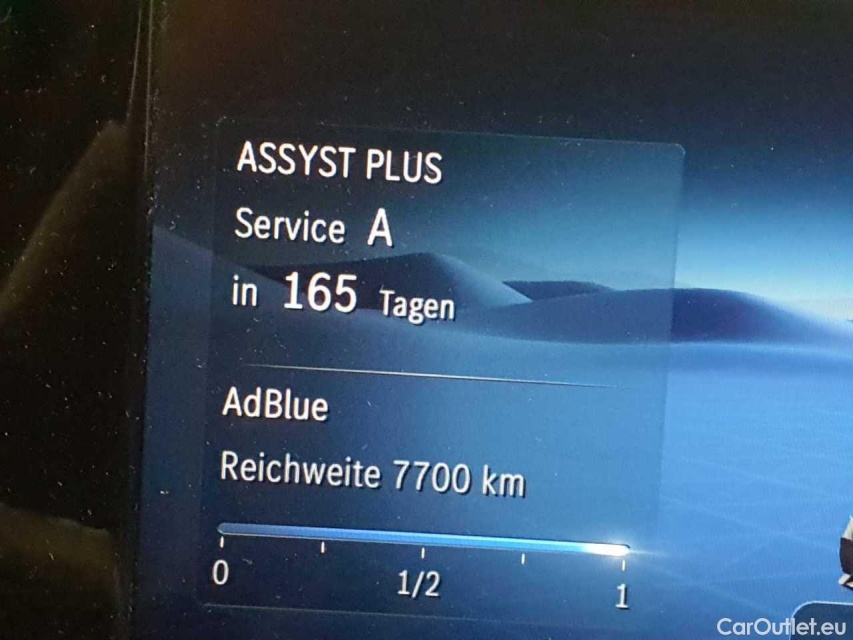 ASSYST PLUS
Service A
in 165 Tagen
AdBlue
Reichweite 7700 km
0 1/2 1
CarOutlet.eu